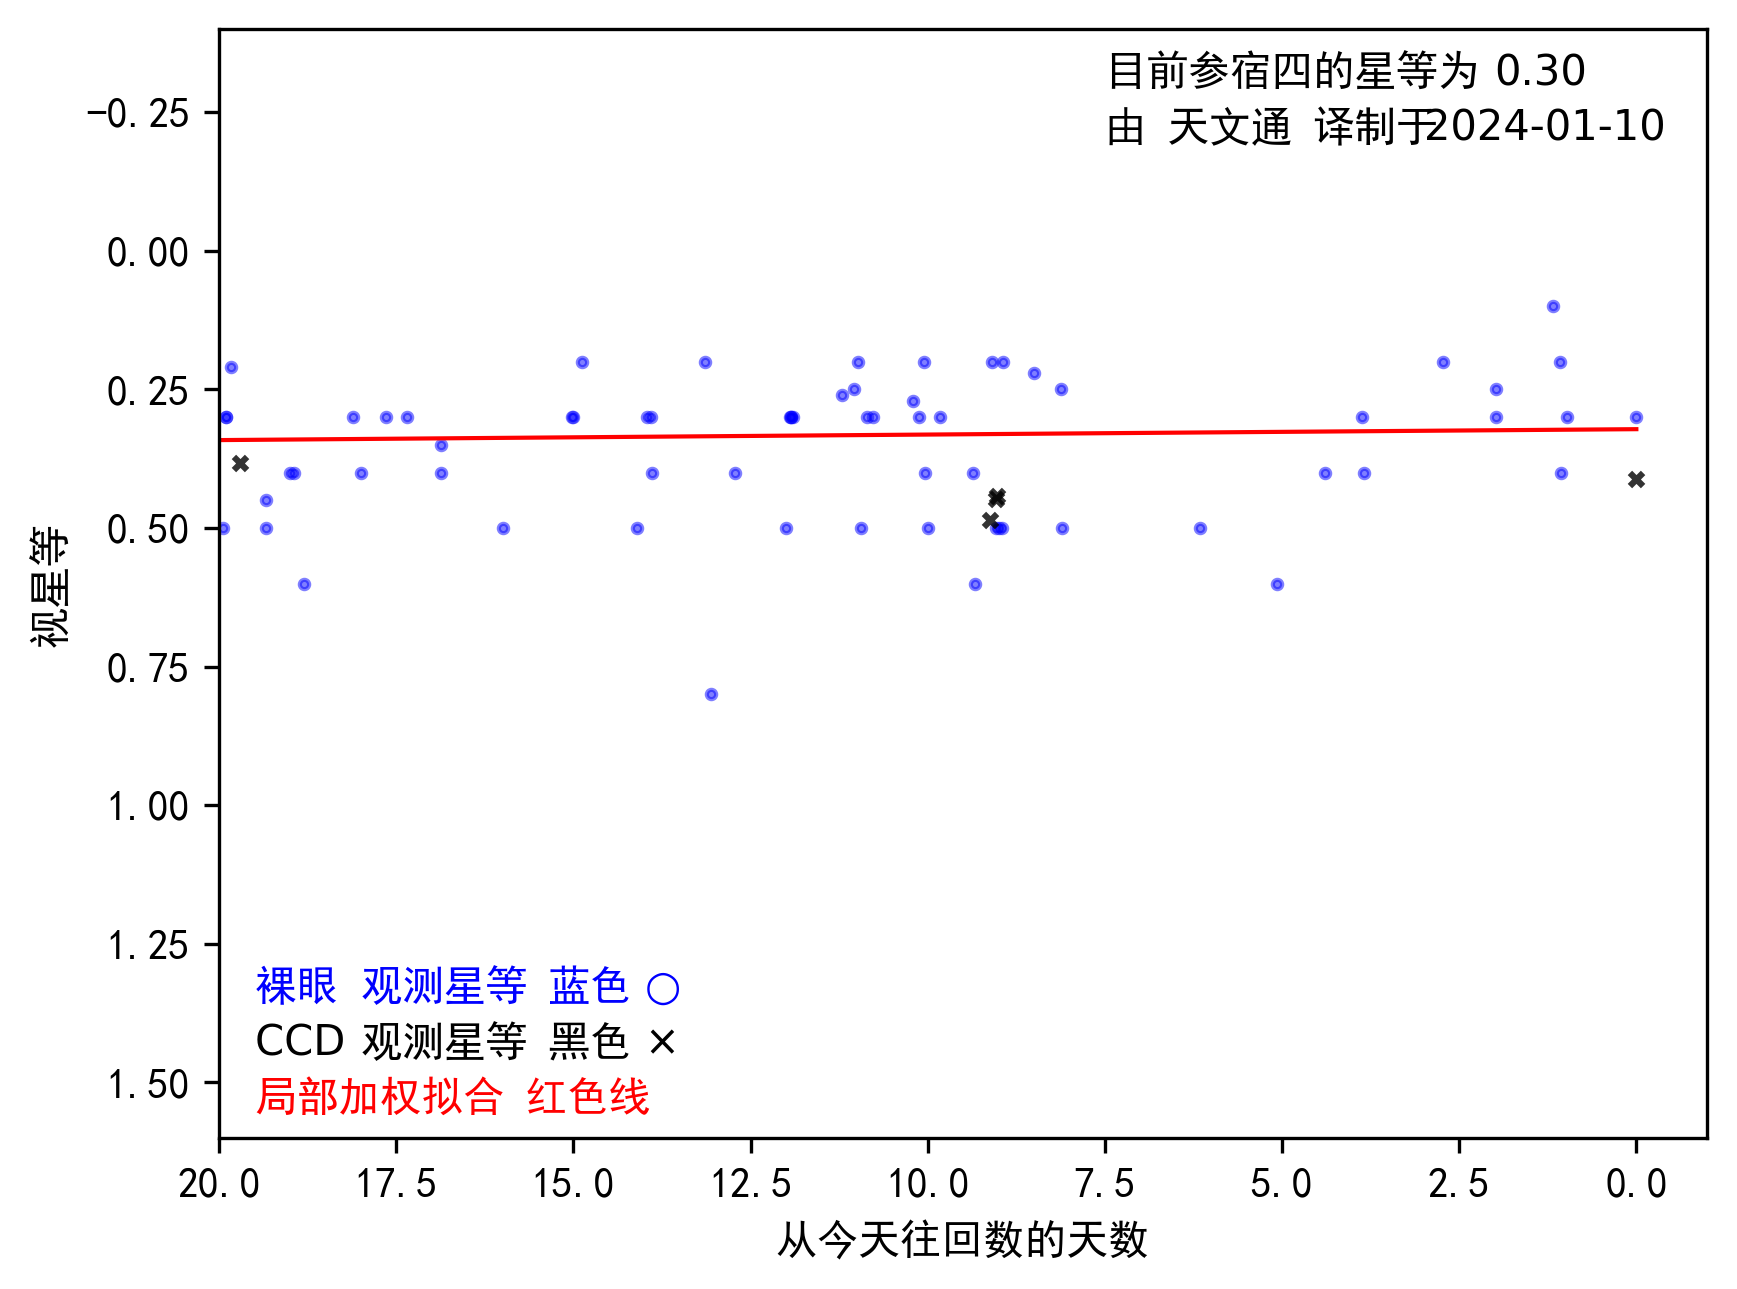 目前参宿四的星等为 0.30
由 天文通 译制于2024-01-10
−0.25
0.00
0.25
0.50
0.75
1.00
1.25
1.50
视星等
裸眼 观测星等 蓝色 ○
CCD 观测星等 黑色 ×
局部加权拟合 红色线
20.0 17.5 15.0 12.5 10.0 7.5 5.0 2.5 0.0
从今天往回数的天数